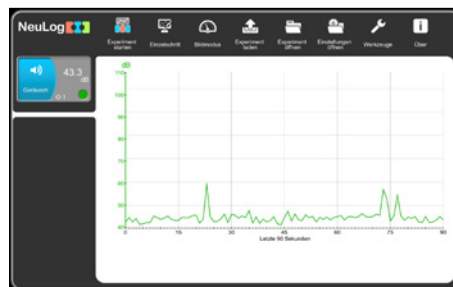 NeuLog
Experiment starten
Einzelschritt
Bildmodus
Experiment laden
Experiment öffnen
Einstellungen öffnen
Werkzeuge
Über
43.3
dB
Geräusch
dB
110
100
90
80
70
60
50
40
0 15 30 45 60 75 90
Letzte 90 Sekunden